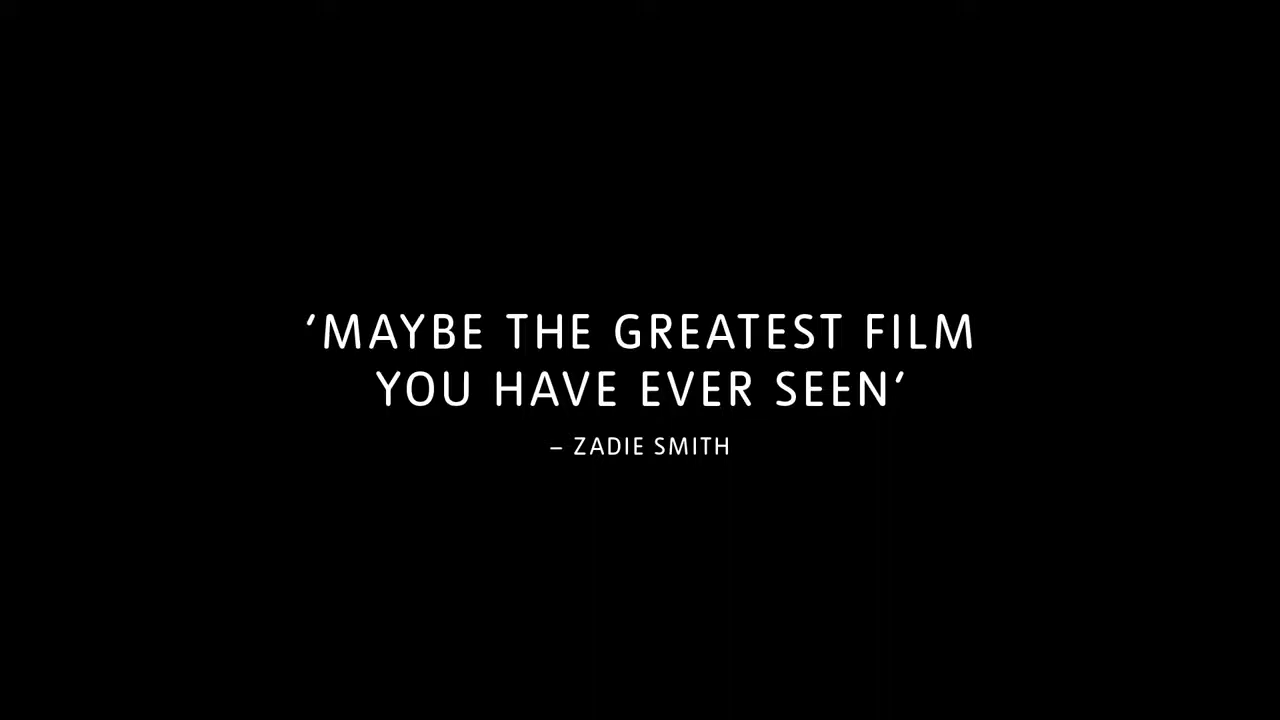 ‘MAYBE THE GREATEST FILM
YOU HAVE EVER SEEN’
– ZADIE SMITH